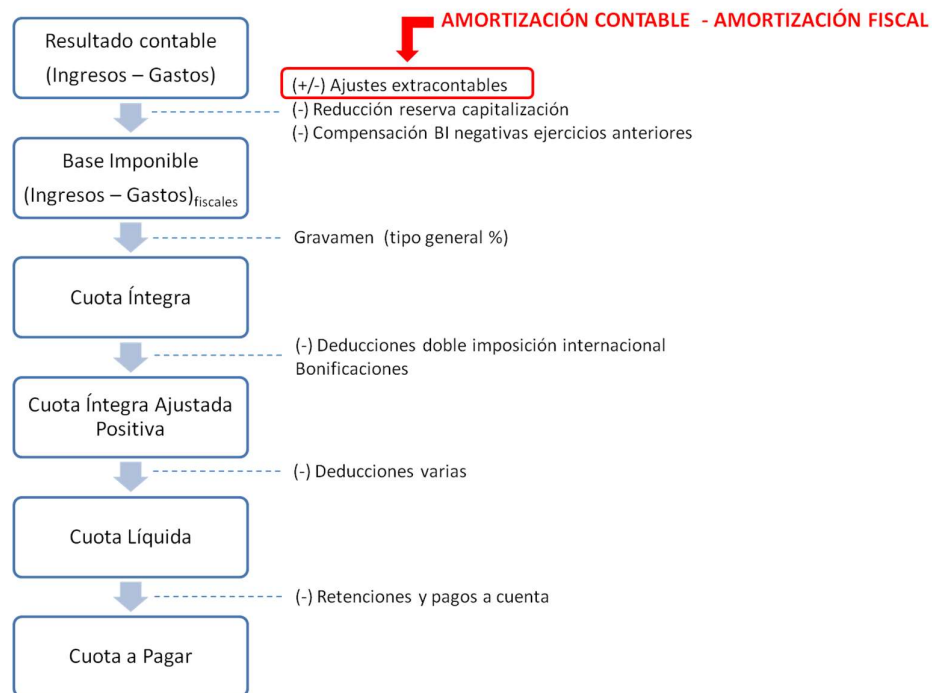 AMORTIZACIÓN CONTABLE - AMORTIZACIÓN FISCAL
Resultado contable
(Ingresos – Gastos)
(+/-) Ajustes extracontables
(-) Reducción reserva capitalización
(-) Compensación BI negativas ejercicios anteriores
Base Imponible
(Ingresos – Gastos)fiscales
Gravamen (tipo general %)
Cuota Íntegra
(-) Deducciones doble imposición internacional
Bonificaciones
Cuota Íntegra Ajustada
Positiva
(-) Deducciones varias
Cuota Líquida
(-) Retenciones y pagos a cuenta
Cuota a Pagar